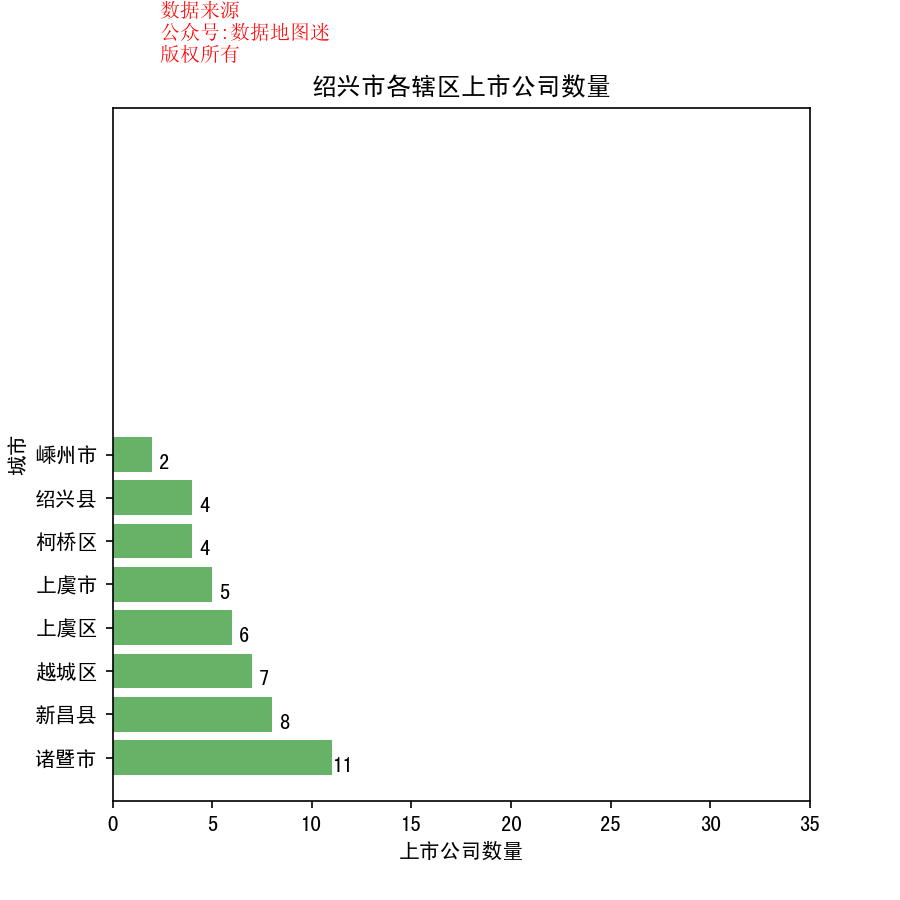 数据来源
公众号:数据地图迷
版权所有
绍兴市各辖区上市公司数量
城市
嵊州市 2
绍兴县 4
柯桥区 4
上虞市 5
上虞区 6
越城区 7
新昌县 8
诸暨市 11
0 5 10 15 20 25 30 35
上市公司数量